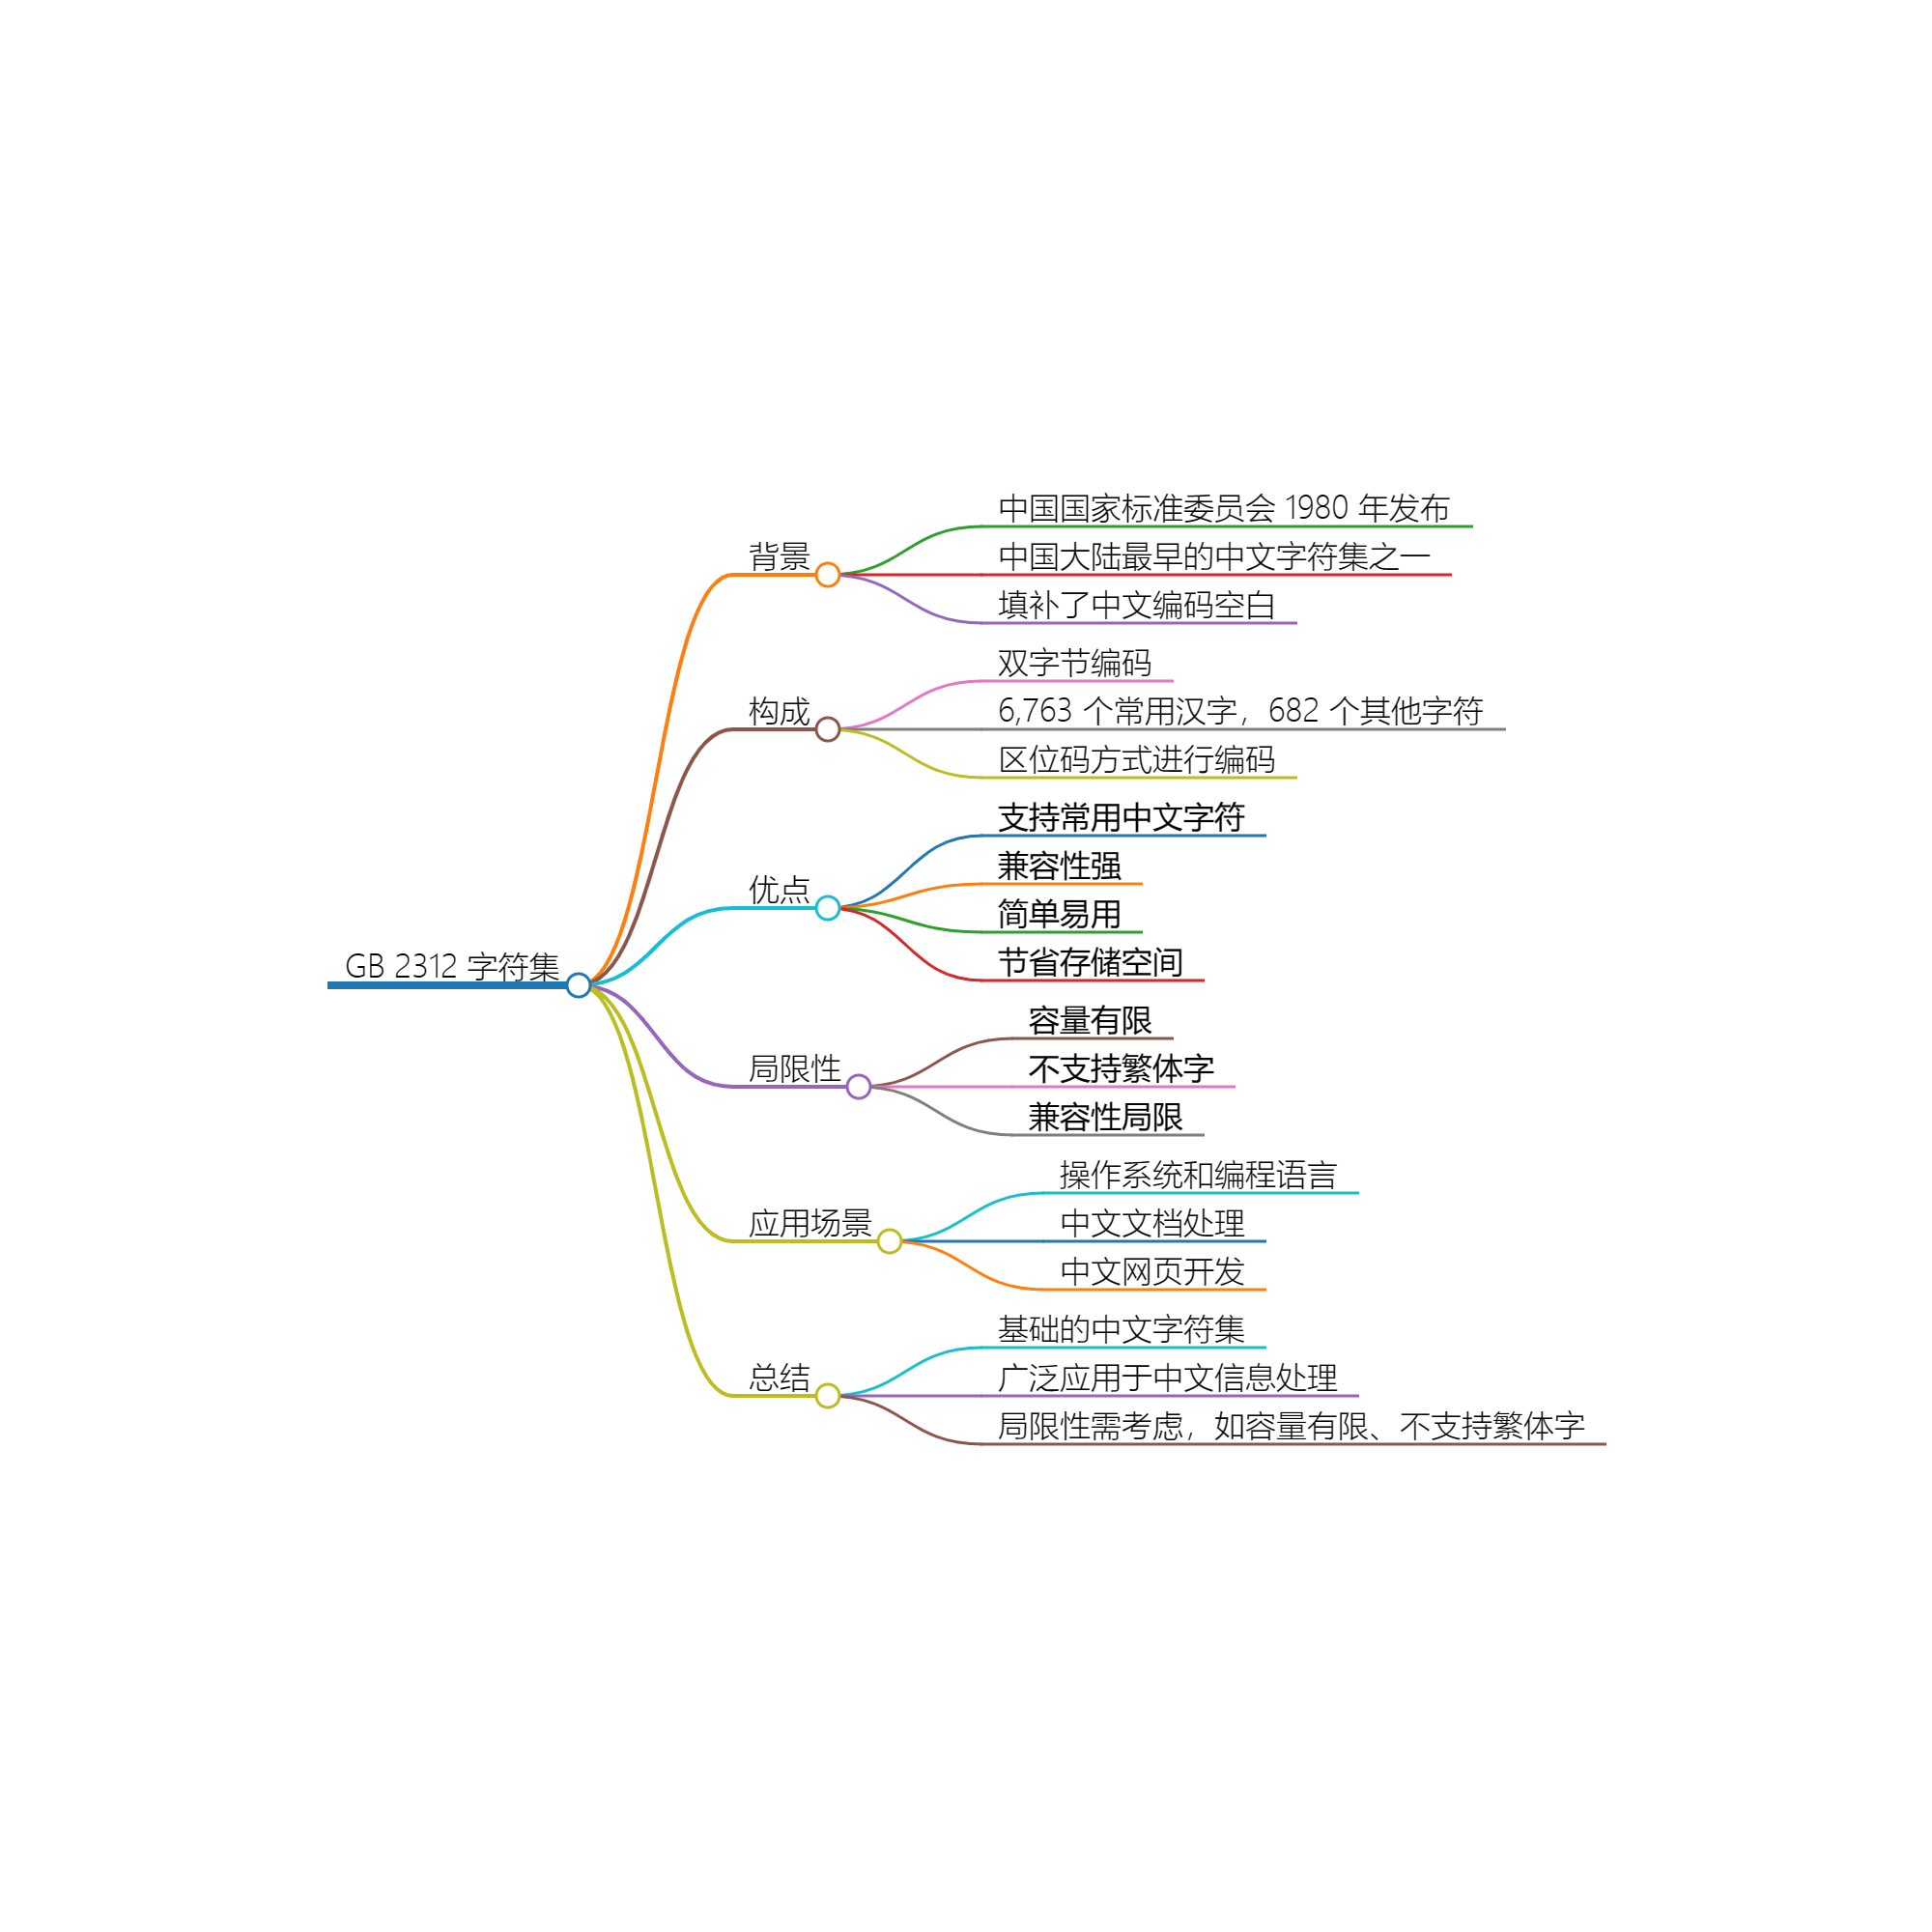 GB 2312 字符集
背景
中国国家标准委员会 1980 年发布
中国大陆最早的中文字符集之一
填补了中文编码空白
构成
双字节编码
6,763 个常用汉字，682 个其他字符
区位码方式进行编码
优点
支持常用中文字符
兼容性强
简单易用
节省存储空间
局限性
容量有限
不支持繁体字
兼容性局限
应用场景
操作系统和编程语言
中文文档处理
中文网页开发
总结
基础的中文字符集
广泛应用于中文信息处理
局限性需考虑，如容量有限、不支持繁体字